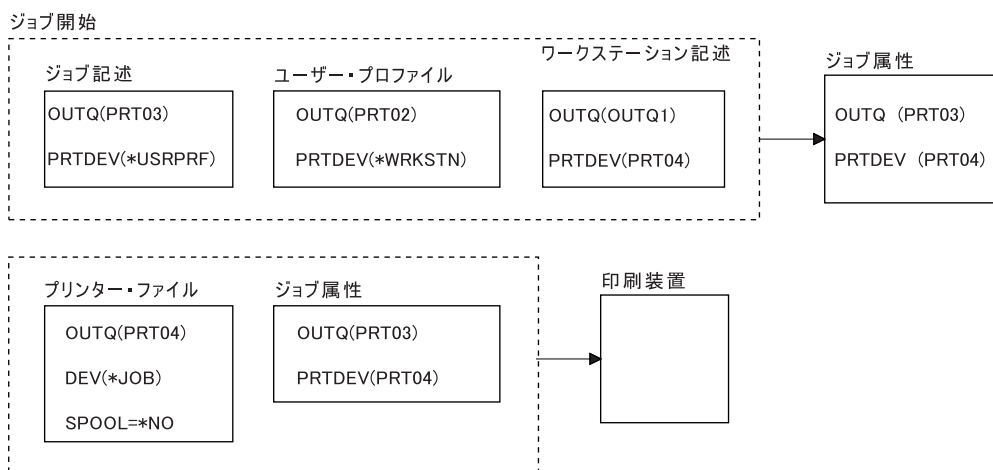 ジョブ開始
ジョブ記述
OUTQ(PRT03)
PRTDEV(*USRPRF)
ユーザー・プロファイル
OUTQ(PRT02)
PRTDEV(*WRKSTN)
ワークステーション記述
OUTQ(OUTQ1)
PRTDEV(PRT04)
ジョブ属性
OUTQ (PRT03)
PRTDEV (PRT04)
プリンター・ファイル
OUTQ(PRT04)
DEV(*JOB)
SPOOL=*NO
ジョブ属性
OUTQ(PRT03)
PRTDEV(PRT04)
印刷装置